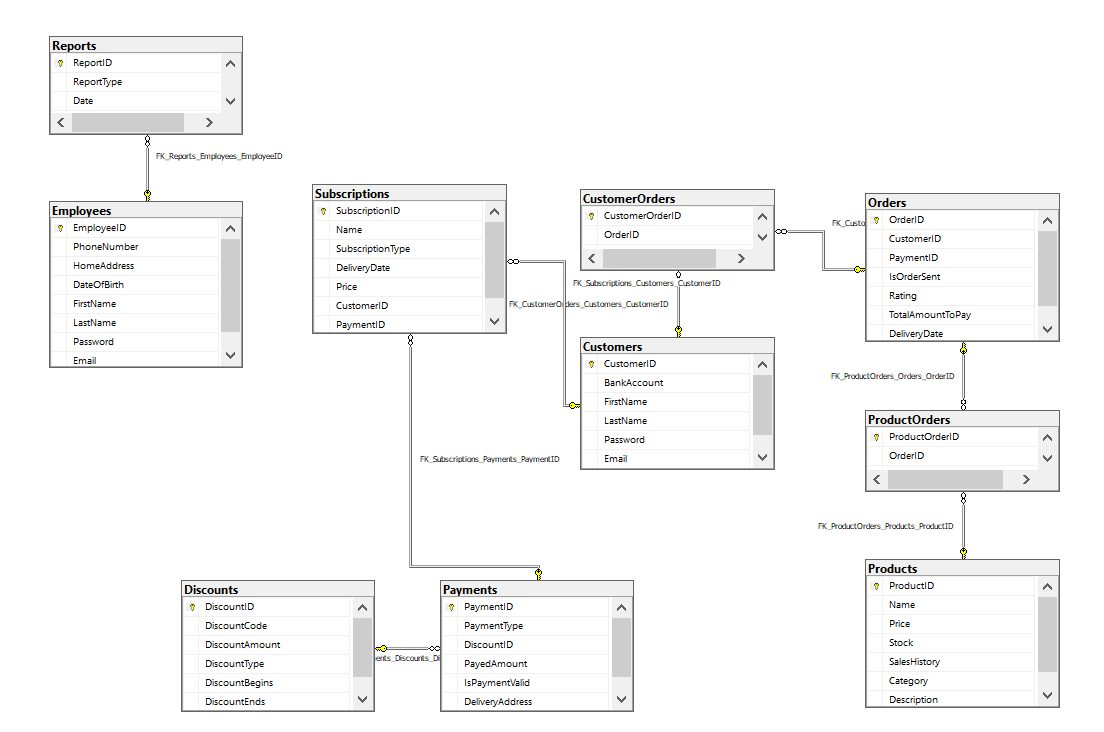 Reports
ReportID
ReportType
Date
FK_Reports_Employees_EmployeeID
Employees
EmployeeID
PhoneNumber
HomeAddress
DateOfBirth
FirstName
LastName
Password
Email
Subscriptions
SubscriptionID
Name
SubscriptionType
DeliveryDate
Price
CustomerID
PaymentID
CustomerOrders
CustomerOrderID
OrderID
FK_Custo
FK_Subscriptions_Customers_CustomerID
FK_CustomerOrders_Customers_CustomerID
Customers
CustomerID
BankAccount
FirstName
LastName
Password
Email
Orders
OrderID
CustomerID
PaymentID
IsOrderSent
Rating
TotalAmountToPay
DeliveryDate
FK_ProductOrders_Orders_OrderID
ProductOrders
ProductOrderID
OrderID
FK_ProductOrders_Products_ProductID
Products
ProductID
Name
Price
Stock
SalesHistory
Category
Description
FK_Subscriptions_Payments_PaymentID
Discounts
DiscountID
DiscountCode
DiscountAmount
DiscountType
DiscountBegins
DiscountEnds
ents_Discounts_Di
Payments
PaymentID
PaymentType
DiscountID
PayedAmount
IsPaymentValid
DeliveryAddress